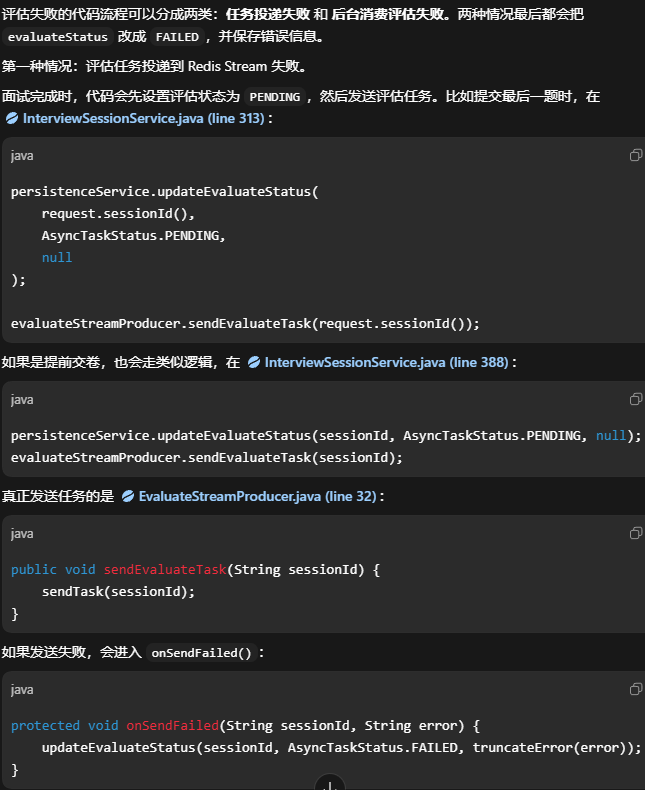 评估失败的代码流程可以分成两类：任务投递失败 和 后台消费评估失败。两种情况最后都会把
evaluateStatus 改成 FAILED，并保存错误信息。
第一种情况：评估任务投递到 Redis Stream 失败。
面试完成时，代码会先设置评估状态为 PENDING，然后发送评估任务。比如提交最后一题时，在
InterviewSessionService.java (line 313)：
java
persistenceService.updateEvaluateStatus(
    request.sessionId(),
    AsyncTaskStatus.PENDING,
    null
);
evaluateStreamProducer.sendEvaluateTask(request.sessionId());
如果是提前交卷，也会走类似逻辑，在 InterviewSessionService.java (line 388)：
java
persistenceService.updateEvaluateStatus(sessionId, AsyncTaskStatus.PENDING, null);
evaluateStreamProducer.sendEvaluateTask(sessionId);
真正发送任务的是 EvaluateStreamProducer.java (line 32)：
java
public void sendEvaluateTask(String sessionId) {
    sendTask(sessionId);
}
如果发送失败，会进入 onSendFailed()：
java
protected void onSendFailed(String sessionId, String error) {
    updateEvaluateStatus(sessionId, AsyncTaskStatus.FAILED, truncateError(error));
}